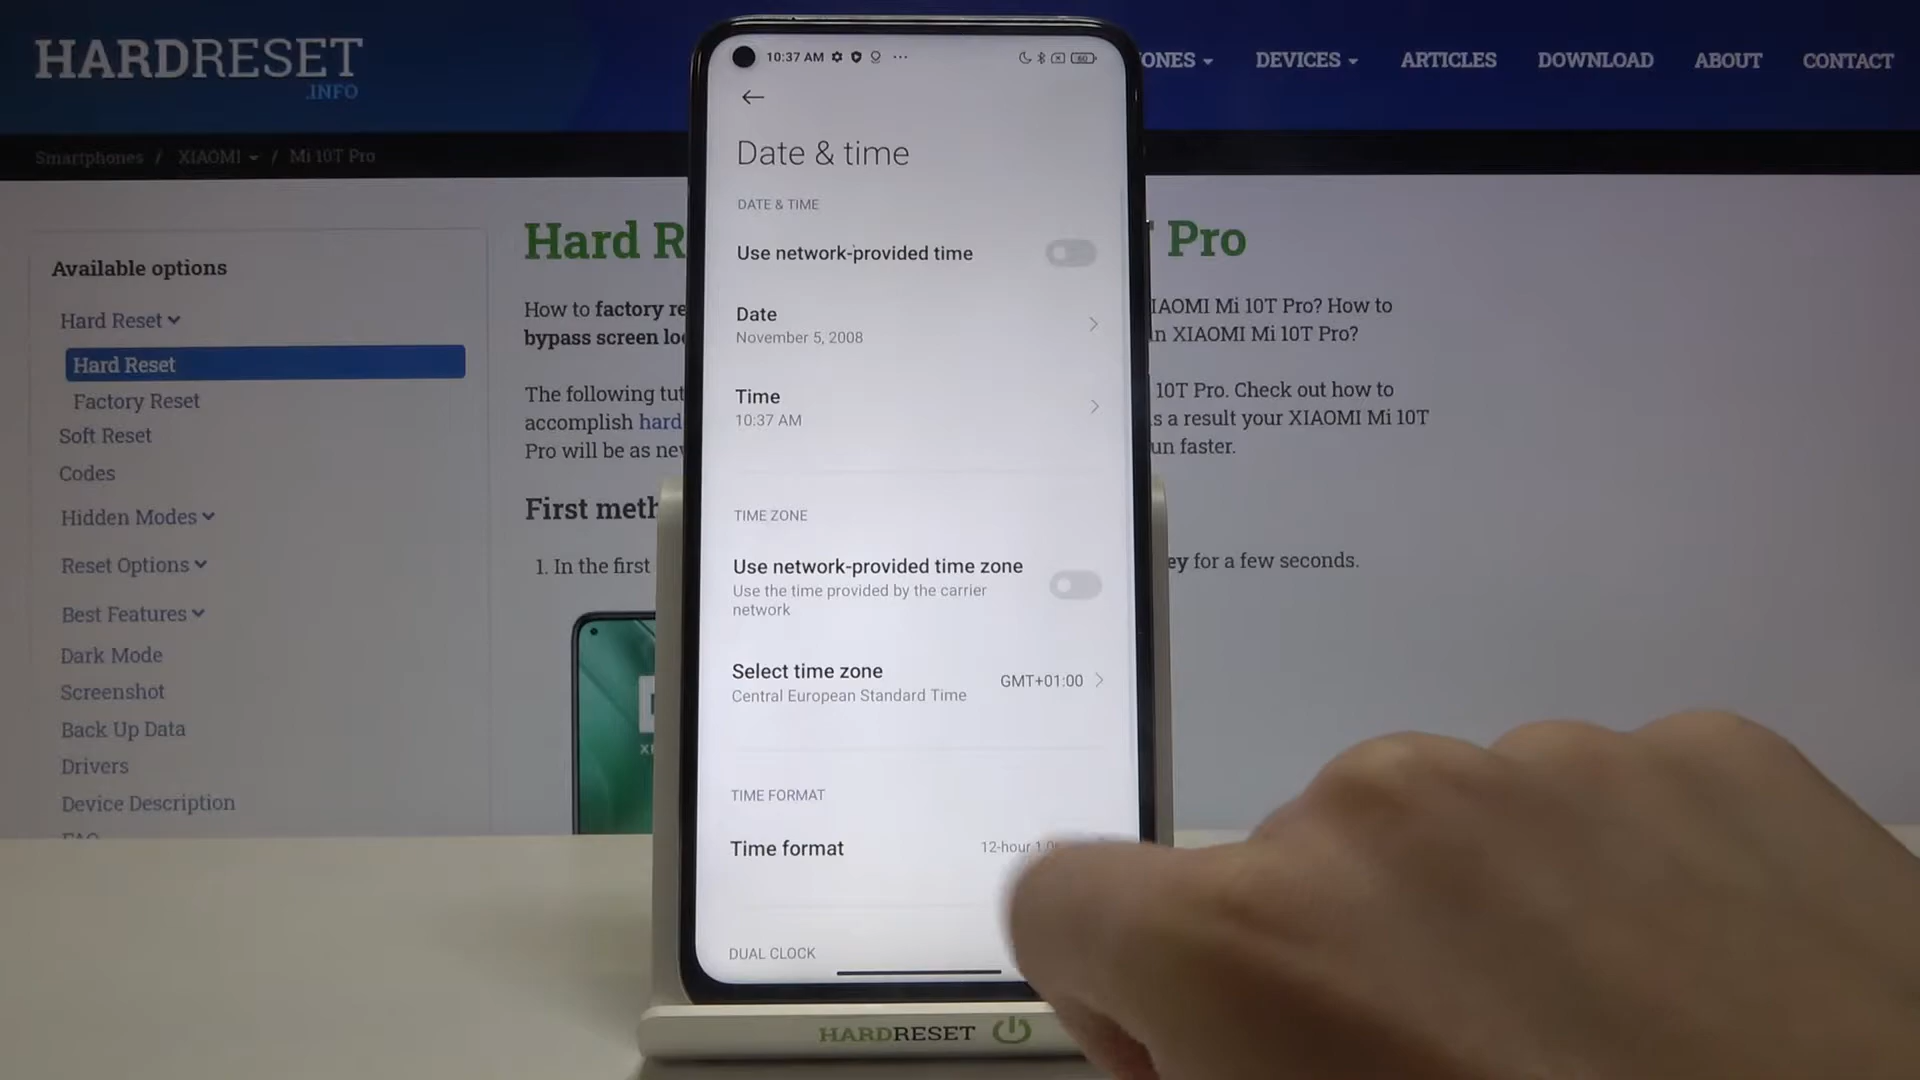 HARDRESET
.INFO
ONES
DEVICES
ARTICLES
DOWNLOAD
ABOUT
CONTACT
Smartphones / XIAOMI / Mi 10T Pro
Available options
Hard Reset
Hard Reset
Factory Reset
Soft Reset
Codes
Hidden Modes
Reset Options
Best Features
Dark Mode
Screenshot
Back Up Data
Drivers
Device Description
FAQ
Hard R
Pro
How to factory re
IAOMI Mi 10T Pro? How to
bypass screen lo
n XIAOMI Mi 10T Pro?
The following tut
10T Pro. Check out how to
accomplish hard
s a result your XIAOMI Mi 10T
Pro will be as ne
un faster.
First meth
1. In the first
ey for a few seconds.
10:37 AM
60
Date & time
DATE & TIME
Use network-provided time
Date
November 5, 2008
Time
10:37 AM
TIME ZONE
Use network-provided time zone
Use the time provided by the carrier
network
Select time zone
Central European Standard Time
GMT+01:00
TIME FORMAT
Time format
12-hour
DUAL CLOCK
HARDRESET